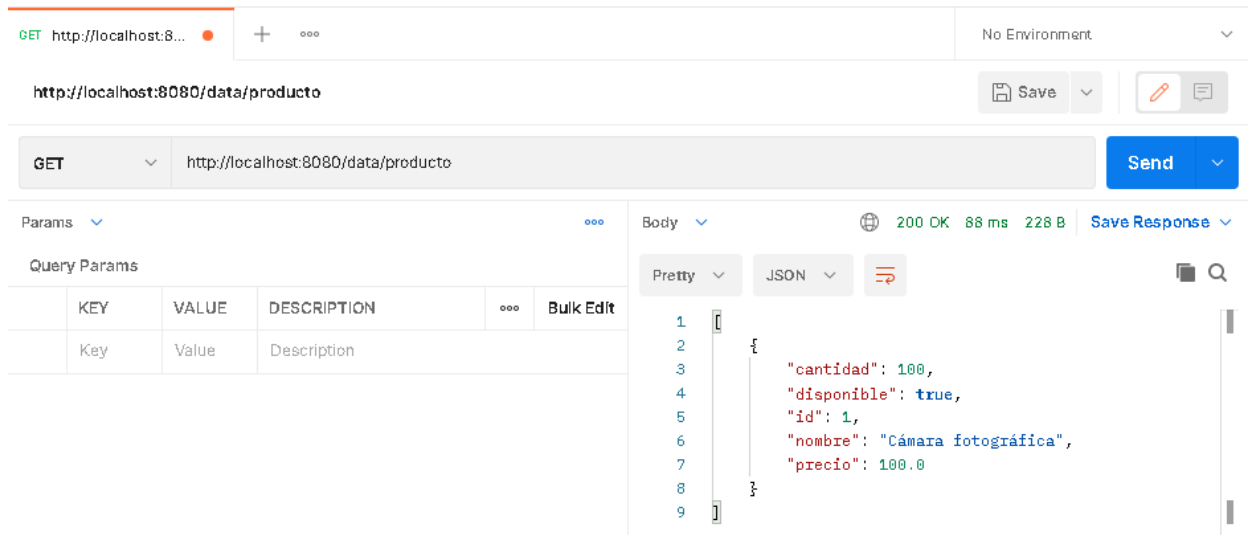 GET http://localhost:8... No Environment
http://localhost:8080/data/producto Save
GET http://localhost:8080/data/producto Send
Params Body 200 OK 88 ms 228 B Save Response
Query Params Pretty JSON
KEY VALUE DESCRIPTION Bulk Edit
Key Value Description
1 [
2 {
3 "cantidad": 100,
4 "disponible": true,
5 "id": 1,
6 "nombre": "Cámara fotográfica",
7 "precio": 100.0
8 }
9 ]